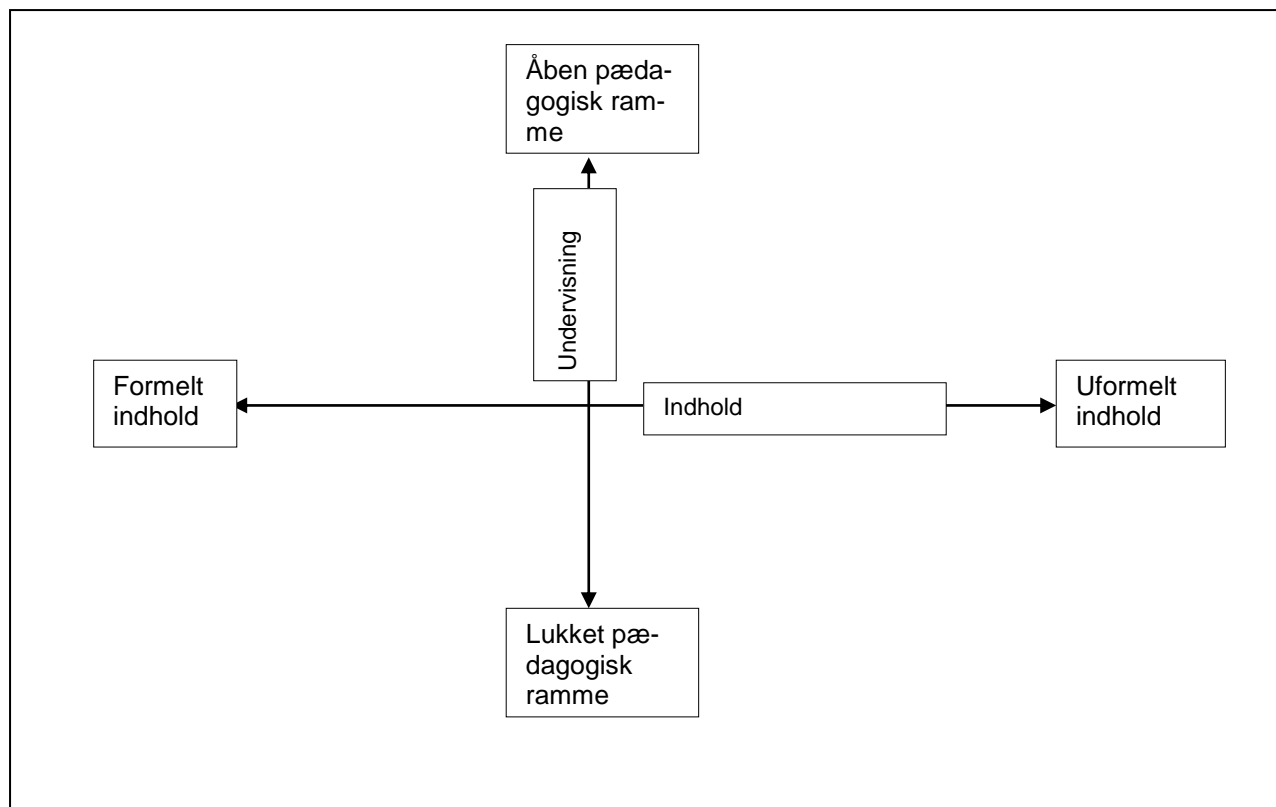 Åben pæda-
gogisk ram-
me
Undervisning
Formelt
indhold
Indhold
Uformelt
indhold
Lukket pæ-
dagogisk
ramme